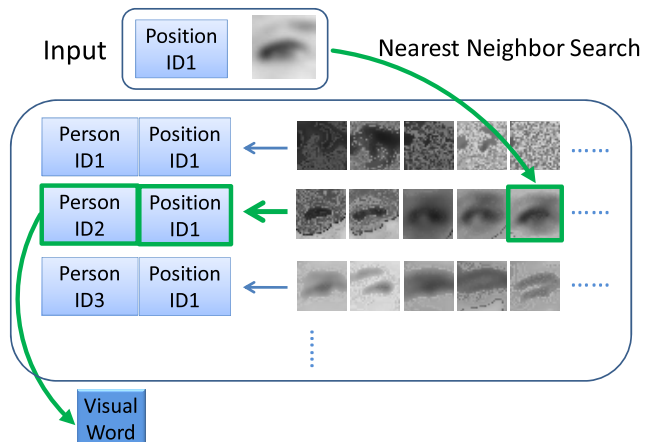 Input
Position
ID1
Nearest Neighbor Search
Person
ID1
Position
ID1
......
Person
ID2
Position
ID1
......
Person
ID3
Position
ID1
......
Visual
Word